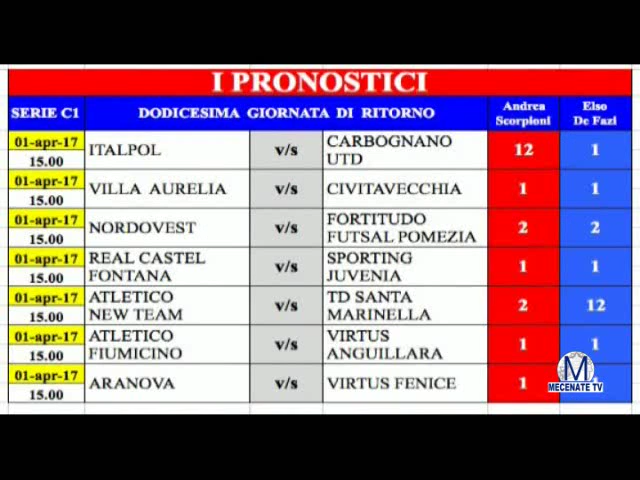 I PRONOSTICI
SERIE C1 DODICESIMA GIORNATA DI RITORNO Andrea Scorpioni Elso De Fazi
01-apr-17 15.00 ITALPOL v/s CARBOGNANO UTD 12 1
01-apr-17 15.00 VILLA AURELIA v/s CIVITAVECCHIA 1 1
01-apr-17 15.00 NORDOVEST v/s FORTITUDO FUTSAL POMEZIA 2 2
01-apr-17 15.00 REAL CASTEL FONTANA v/s SPORTING JUVENIA 1 1
01-apr-17 15.00 ATLETICO NEW TEAM v/s TD SANTA MARINELLA 2 12
01-apr-17 15.00 ATLETICO FIUMICINO v/s VIRTUS ANGUILLARA 1 1
01-apr-17 15.00 ARANOVA v/s VIRTUS FENICE 1
M
MECENATE TV